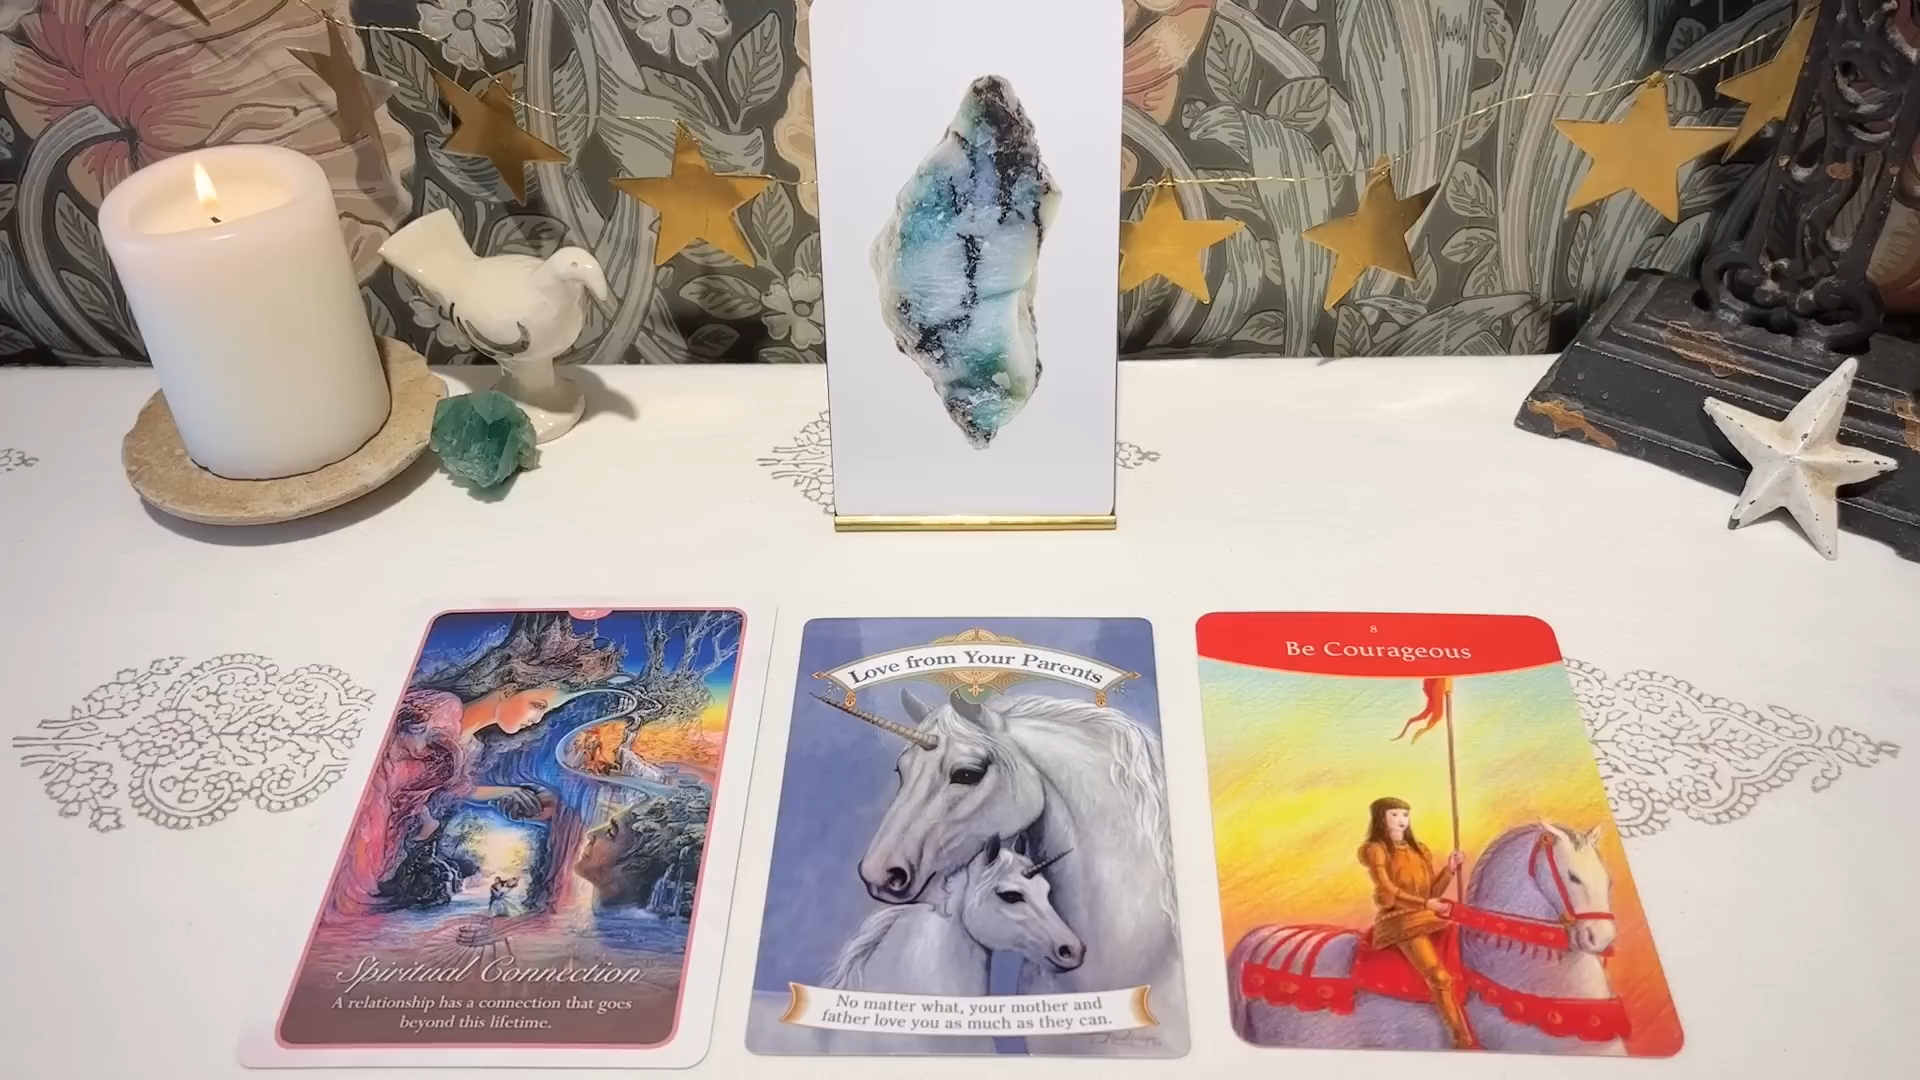 27
Spiritual Connection
A relationship has a connection that goes
beyond this lifetime.
Love from Your Parents
No matter what, your mother and
father love you as much as they can.
8
Be Courageous